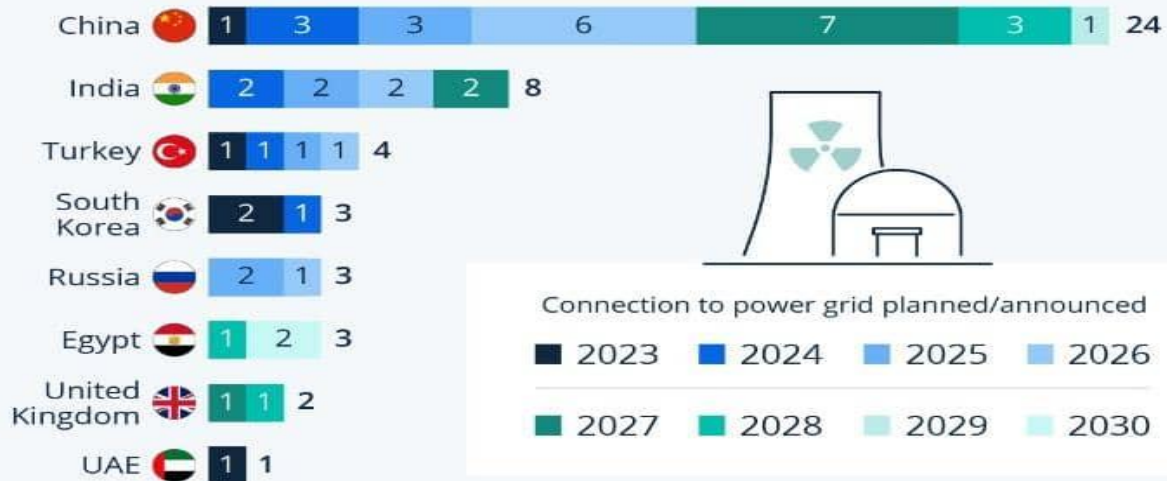 China 1 3 3 6 7 3 1 24
India 2 2 2 2 8
Turkey 1 1 1 1 4
South
Korea 2 1 3
Russia 2 1 3
Egypt 1 2 3
United
Kingdom 1 1 2
UAE 1 1
Connection to power grid planned/announced
2023 2024 2025 2026
2027 2028 2029 2030